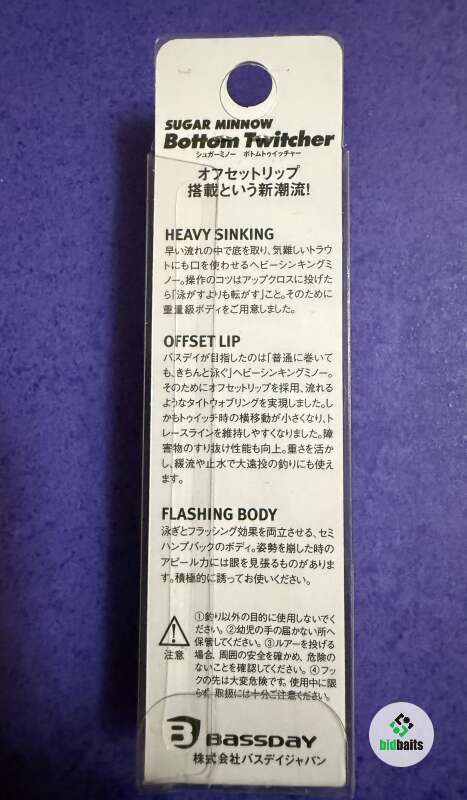 SUGAR MINNOW
Bottom Twitcher
シュガーミノー ボトムトゥイッチャー
オフセットリップ
搭載という新潮流!
HEAVY SINKING
早い流れの中で底を取り、気難しいトラウ
トにも口を使わせるヘビーシンキングミ
ノー。操作のコツはアップクロスに投げた
ら「泳がすよりも転がす」こと。そのために
重量級ボディをご用意しました。
OFFSET LIP
バスデイが目指したのは「普通に巻いて
も、きちんと泳ぐ」ヘビーシンキングミノー。
そのためにオフセットリップを採用、流れる
ようなタイトウォブリングを実現しました。し
かもトゥイッチ時の横移動が小さくなり、ト
レースラインを維持しやすくなりました。障
害物のすり抜け性能も向上。重さを活か
し、緩流や止水で大遠投の釣りにも使え
ます。
FLASHING BODY
泳ぎとフラッシング効果を両立させる、セミ
ハンプバックのボディ。姿勢を崩した時の
アピール力には眼を見張るものがありま
す。積極的に誘ってお使いください。
注意
①釣り以外の目的に使用しないでく
ださい。②幼児の手の届かない所へ
保管してください。③ルアーを投げる
場合、周囲の安全を確かめ、危険の
ないことを確認してください。④フッ
クの先は大変危険です。使用中に限
らず、取扱には十分ご注意ください。
BASSDAY
株式会社バスデイジャパン
bidbaits